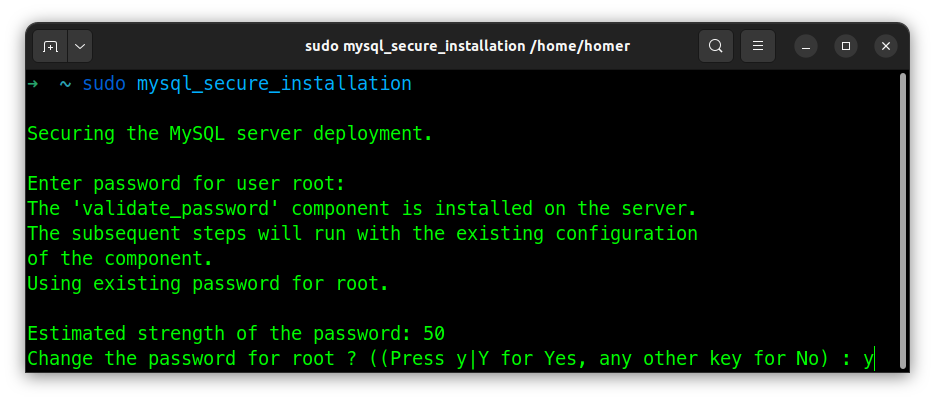 sudo mysql_secure_installation /home/homer
→ ~ sudo mysql_secure_installation
Securing the MySQL server deployment.
Enter password for user root:
The 'validate_password' component is installed on the server.
The subsequent steps will run with the existing configuration
of the component.
Using existing password for root.
Estimated strength of the password: 50
Change the password for root ? ((Press y|Y for Yes, any other key for No) : y